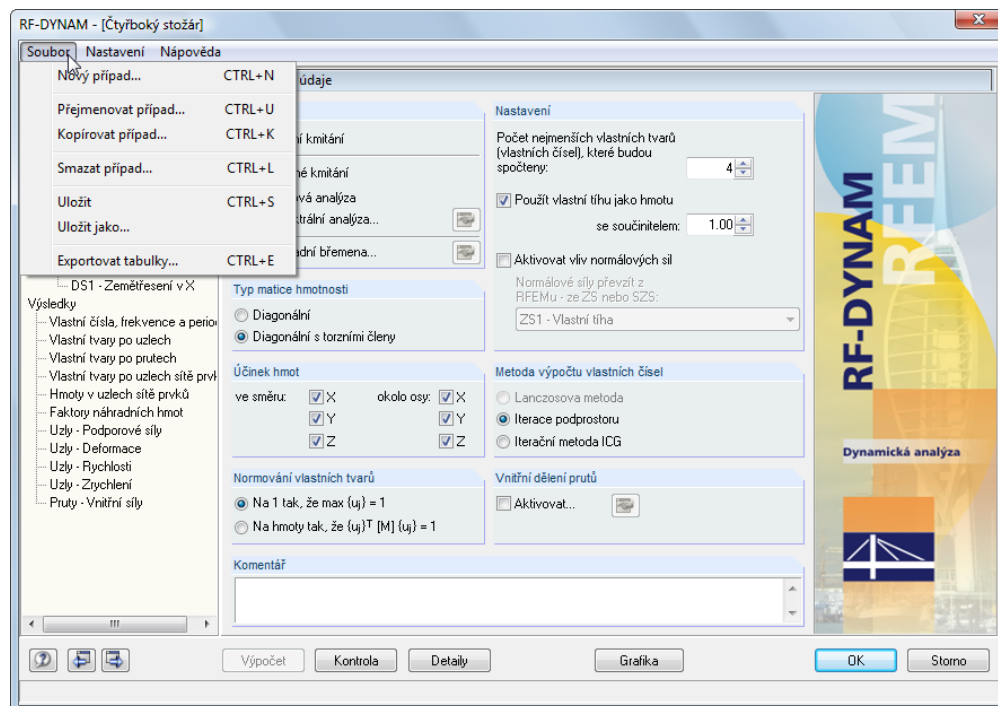 RF-DYNAM - [Čtyřboký stožár]
Soubor Nastavení Nápověda
Nový případ... CTRL+N
Přejmenovat případ... CTRL+U
Kopírovat případ... CTRL+K
Smazat případ... CTRL+L
Uložit CTRL+S
Uložit jako...
Exportovat tabulky... CTRL+E
DS1 - Zemětřesení v X
Výsledky
Vlastní čísla, frekvence a
Vlastní tvary po uzlech
Vlastní tvary po prutech
Vlastní tvary po uzlech sítě
Hmoty v uzlech sítě prvků
Faktory náhradních hmot
Uzly - Podporové síly
Uzly - Deformace
Uzly - Rychlosti
Uzly - Zrychlení
Pruty - Vnitřní síly
údaje
kmitání
kmitání
analýza
analýza...
břemena...
Typ matice hmotnosti
Diagonální
Diagonální s torzními členy
Účinek hmot
ve směru: X okolo osy: X
Y Y
Z Z
Normování vlastních tvarů
Na 1 tak, že max {uj} = 1
Na hmoty tak, že {uj}T [M] {uj} = 1
Nastavení
Počet nejmenších vlastních tvarů
(vlastních čísel), které budou
spočteny: 4
Použít vlastní tíhu jako hmotu
se součinitelem: 1.00
Aktivovat vliv normálových sil
Normálové síly převzít z
RFEMu - ze ZS nebo SZS:
ZS1 - Vlastní tíha
Metoda výpočtu vlastních čísel
Lanczosova metoda
Iterace podprostoru
Iterační metoda ICG
Vnitřní dělení prutů
Aktivovat...
Komentář
RFEM
RF-DYNAM
Dynamická analýza
Výpočet Kontrola Detaily Grafika OK Storno